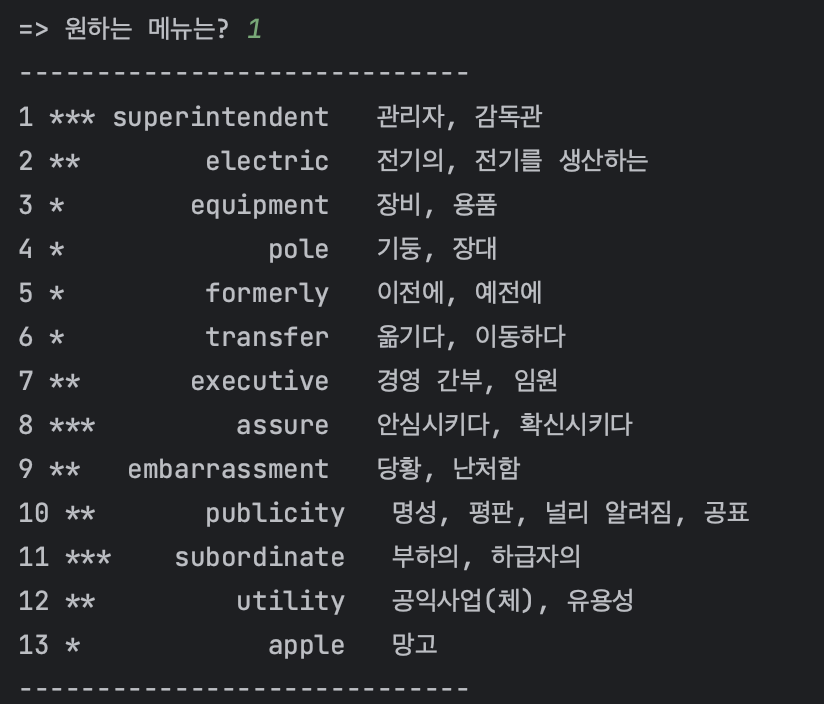 => 원하는 메뉴는? 1
-----------------------------
1 *** superintendent   관리자, 감독관
2 **        electric   전기의, 전기를 생산하는
3 *        equipment   장비, 용품
4 *             pole   기둥, 장대
5 *         formerly   이전에, 예전에
6 *         transfer   옮기다, 이동하다
7 **       executive   경영 간부, 임원
8 ***         assure   안심시키다, 확신시키다
9 **   embarrassment   당황, 난처함
10 **       publicity   명성, 평판, 널리 알려짐, 공표
11 ***    subordinate   부하의, 하급자의
12 **         utility   공익사업(체), 유용성
13 *            apple   망고
-----------------------------